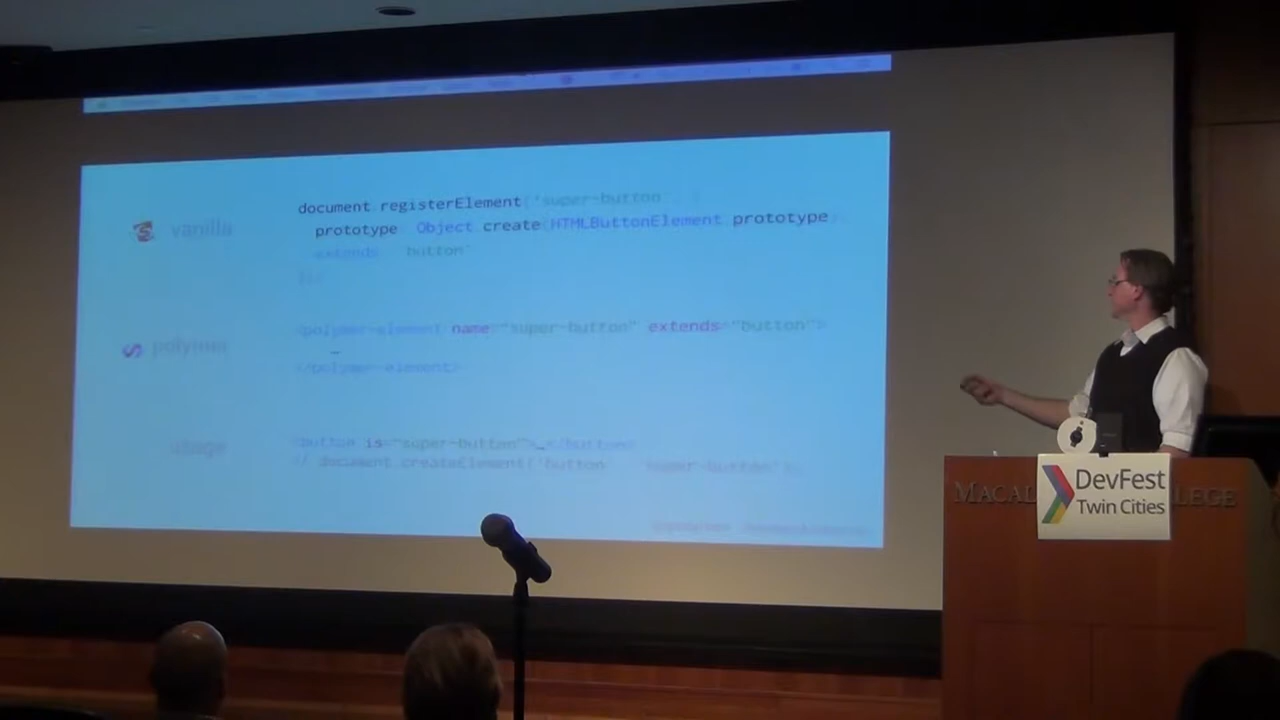 document registerElement('super-button'
vanilla
prototype Object create(HTMLButtonElement prototype)
extends 'button'
});
<polymer-element name="super-button" extends="button">
polymer
…
</polymer-element>
usage
<button is="super-button">…</button>
// document createElement('button' 'super-button');
MACAL LEGE
DevFest
Twin Cities